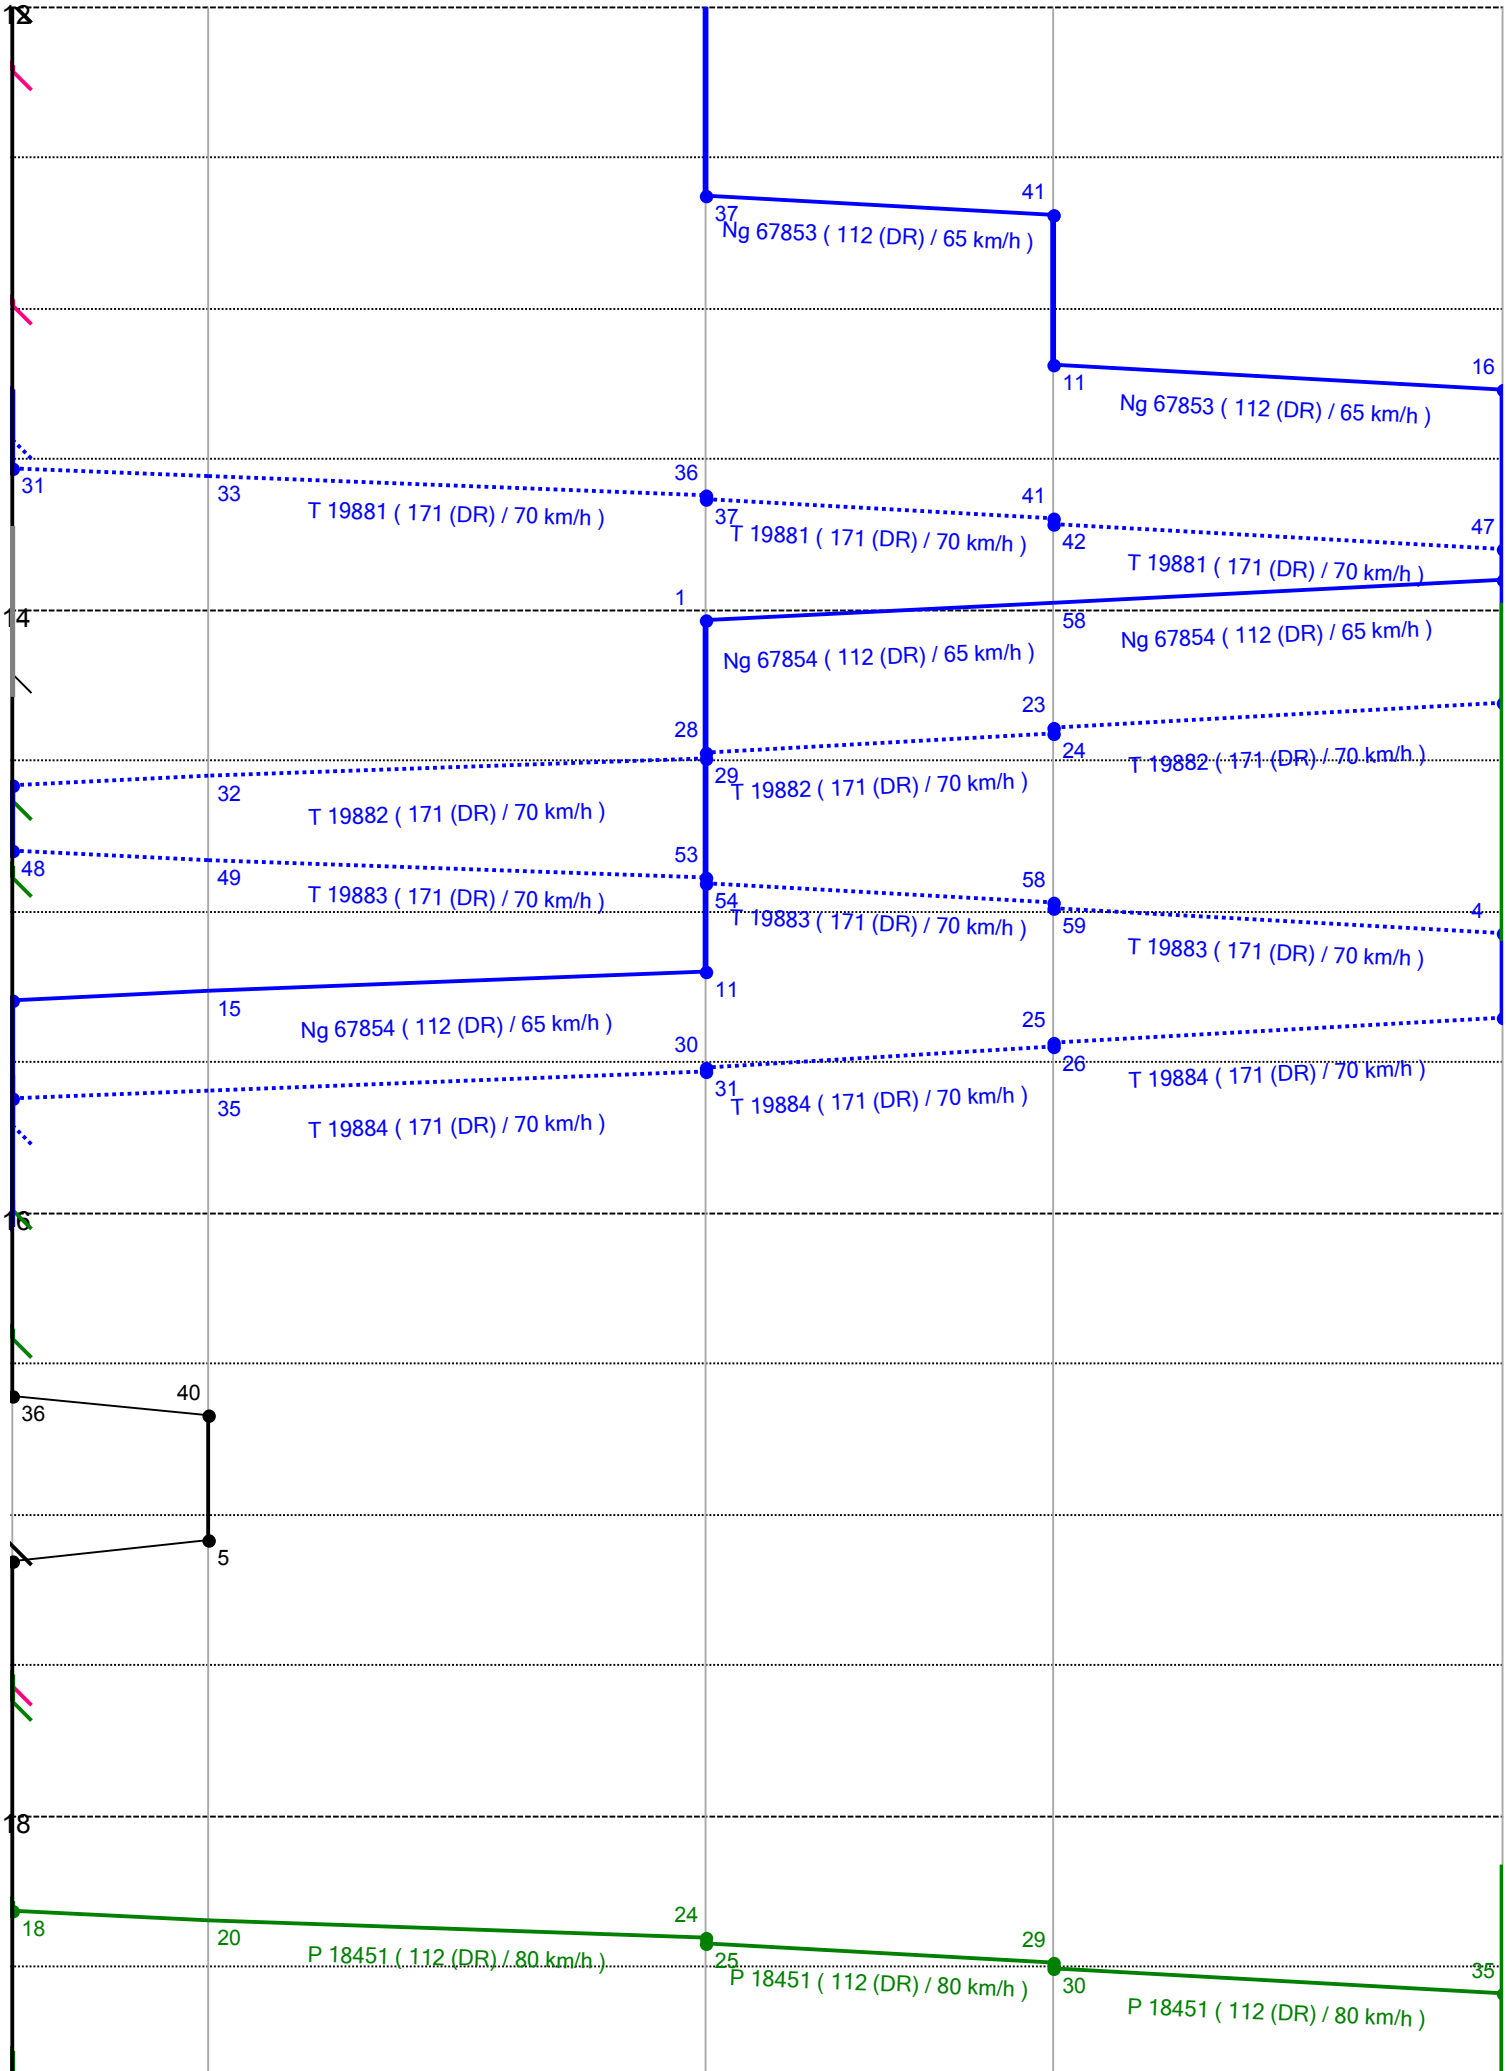 12
41
37
Ng 67853 ( 112 (DR) / 65 km/h )
16
11
Ng 67853 ( 112 (DR) / 65 km/h )
36
31
33
41
T 19881 ( 171 (DR) / 70 km/h )
37
47
T 19881 ( 171 (DR) / 70 km/h )
42
T 19881 ( 171 (DR) / 70 km/h )
1
14
58
Ng 67854 ( 112 (DR) / 65 km/h )
Ng 67854 ( 112 (DR) / 65 km/h )
23
28
24
T 19882 ( 171 (DR) / 70 km/h )
29
T 19882 ( 171 (DR) / 70 km/h )
32
T 19882 ( 171 (DR) / 70 km/h )
53
48
49
58
T 19883 ( 171 (DR) / 70 km/h )
54
4
T 19883 ( 171 (DR) / 70 km/h )
59
T 19883 ( 171 (DR) / 70 km/h )
11
15
Ng 67854 ( 112 (DR) / 65 km/h )
25
30
26
T 19884 ( 171 (DR) / 70 km/h )
31
T 19884 ( 171 (DR) / 70 km/h )
35
T 19884 ( 171 (DR) / 70 km/h )
16
40
36
5
18
24
18
20
29
P 18451 ( 112 (DR) / 80 km/h )
25
35
P 18451 ( 112 (DR) / 80 km/h )
30
P 18451 ( 112 (DR) / 80 km/h )